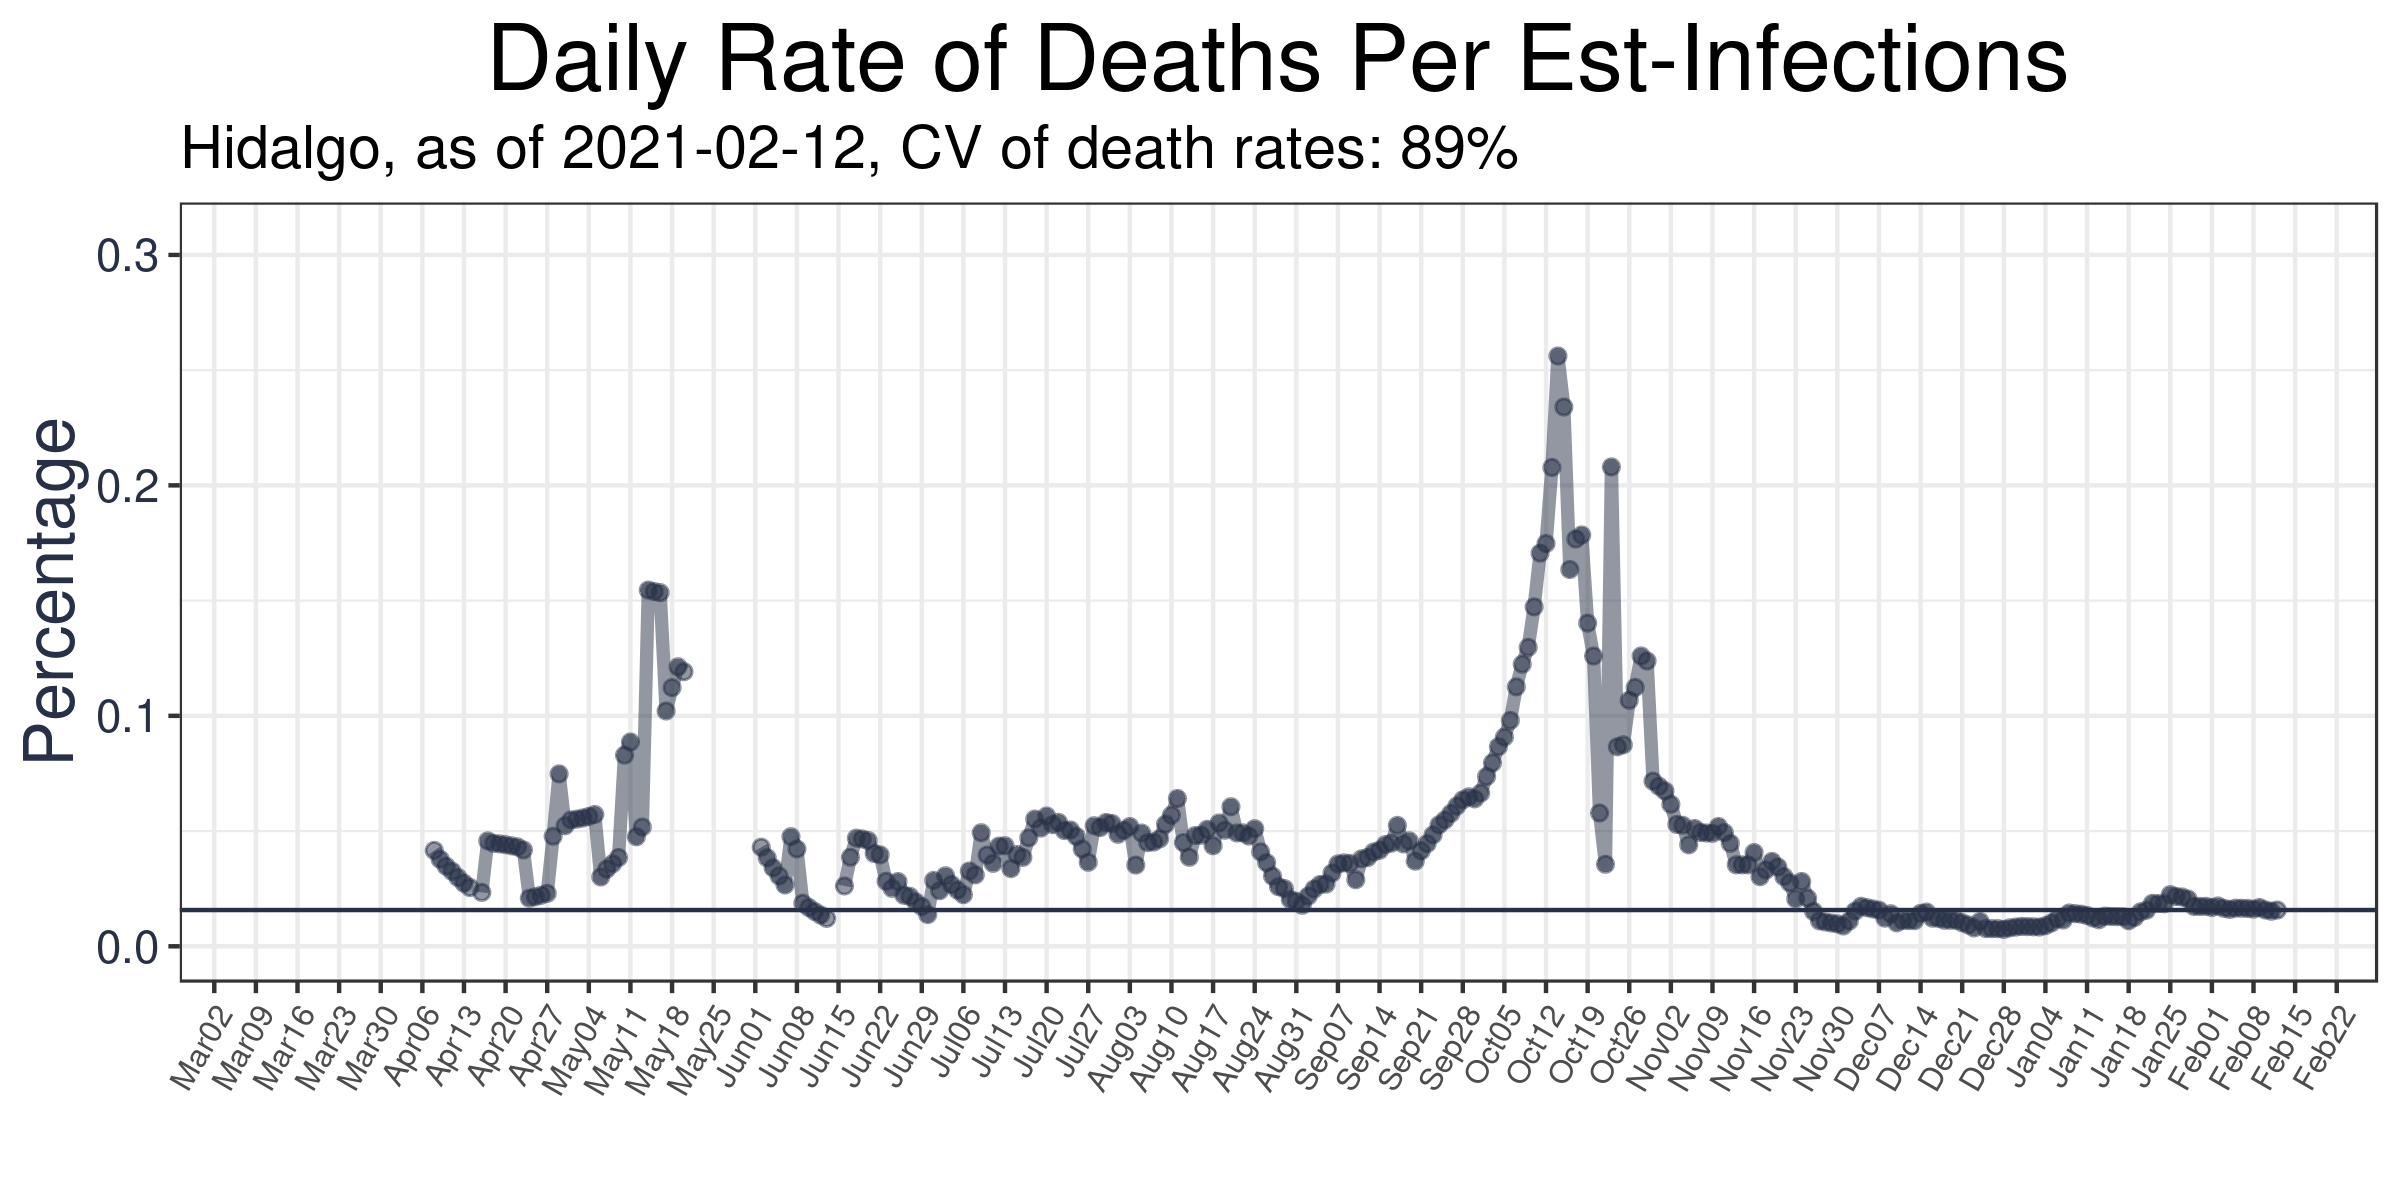 Daily Rate of Deaths Per Est-Infections
Hidalgo, as of 2021-02-12, CV of death rates: 89%
Percentage
0.3
0.2
0.1
0.0
Mar02
Mar09
Mar16
Mar23
Mar30
Apr06
Apr13
Apr20
Apr27
May04
May11
May18
May25
Jun01
Jun08
Jun15
Jun22
Jun29
Jul06
Jul13
Jul20
Jul27
Aug03
Aug10
Aug17
Aug24
Aug31
Sep07
Sep14
Sep21
Sep28
Oct05
Oct12
Oct19
Oct26
Nov02
Nov09
Nov16
Nov23
Nov30
Dec07
Dec14
Dec21
Dec28
Jan04
Jan11
Jan18
Jan25
Feb01
Feb08
Feb15
Feb22